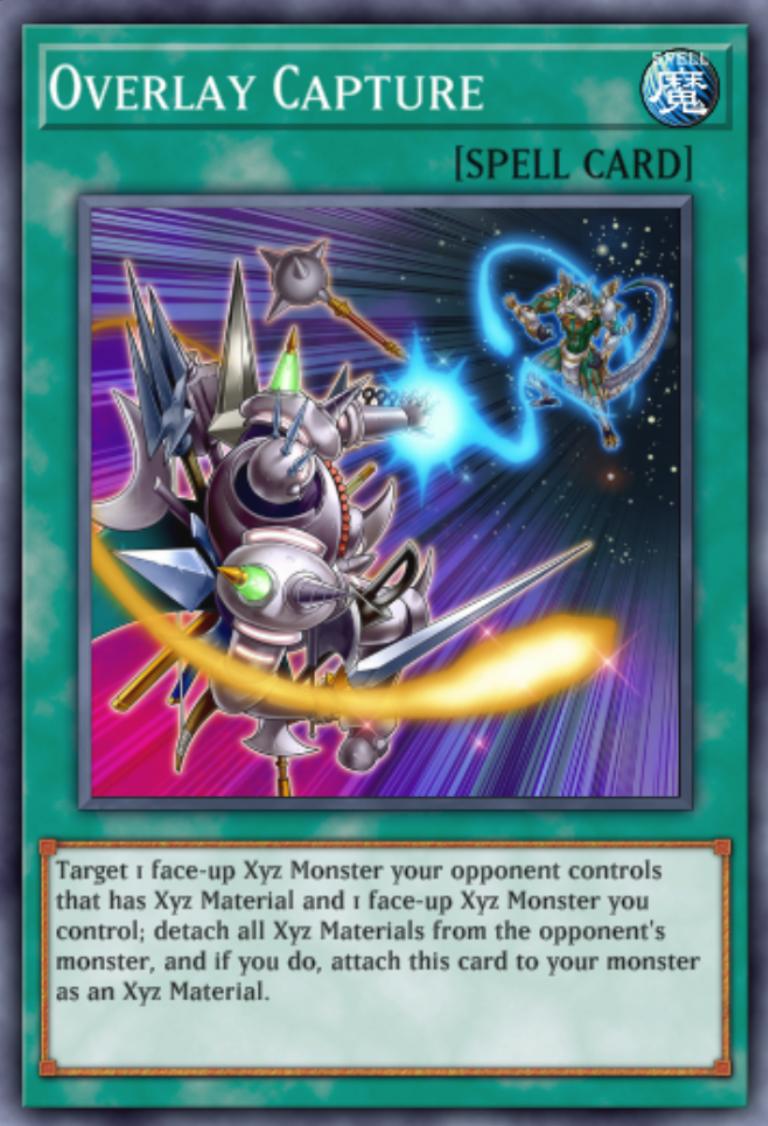 OVERLAY CAPTURE
SPELL
魔
[SPELL CARD]
Target 1 face-up Xyz Monster your opponent controls
that has Xyz Material and 1 face-up Xyz Monster you
control; detach all Xyz Materials from the opponent's
monster, and if you do, attach this card to your monster
as an Xyz Material.